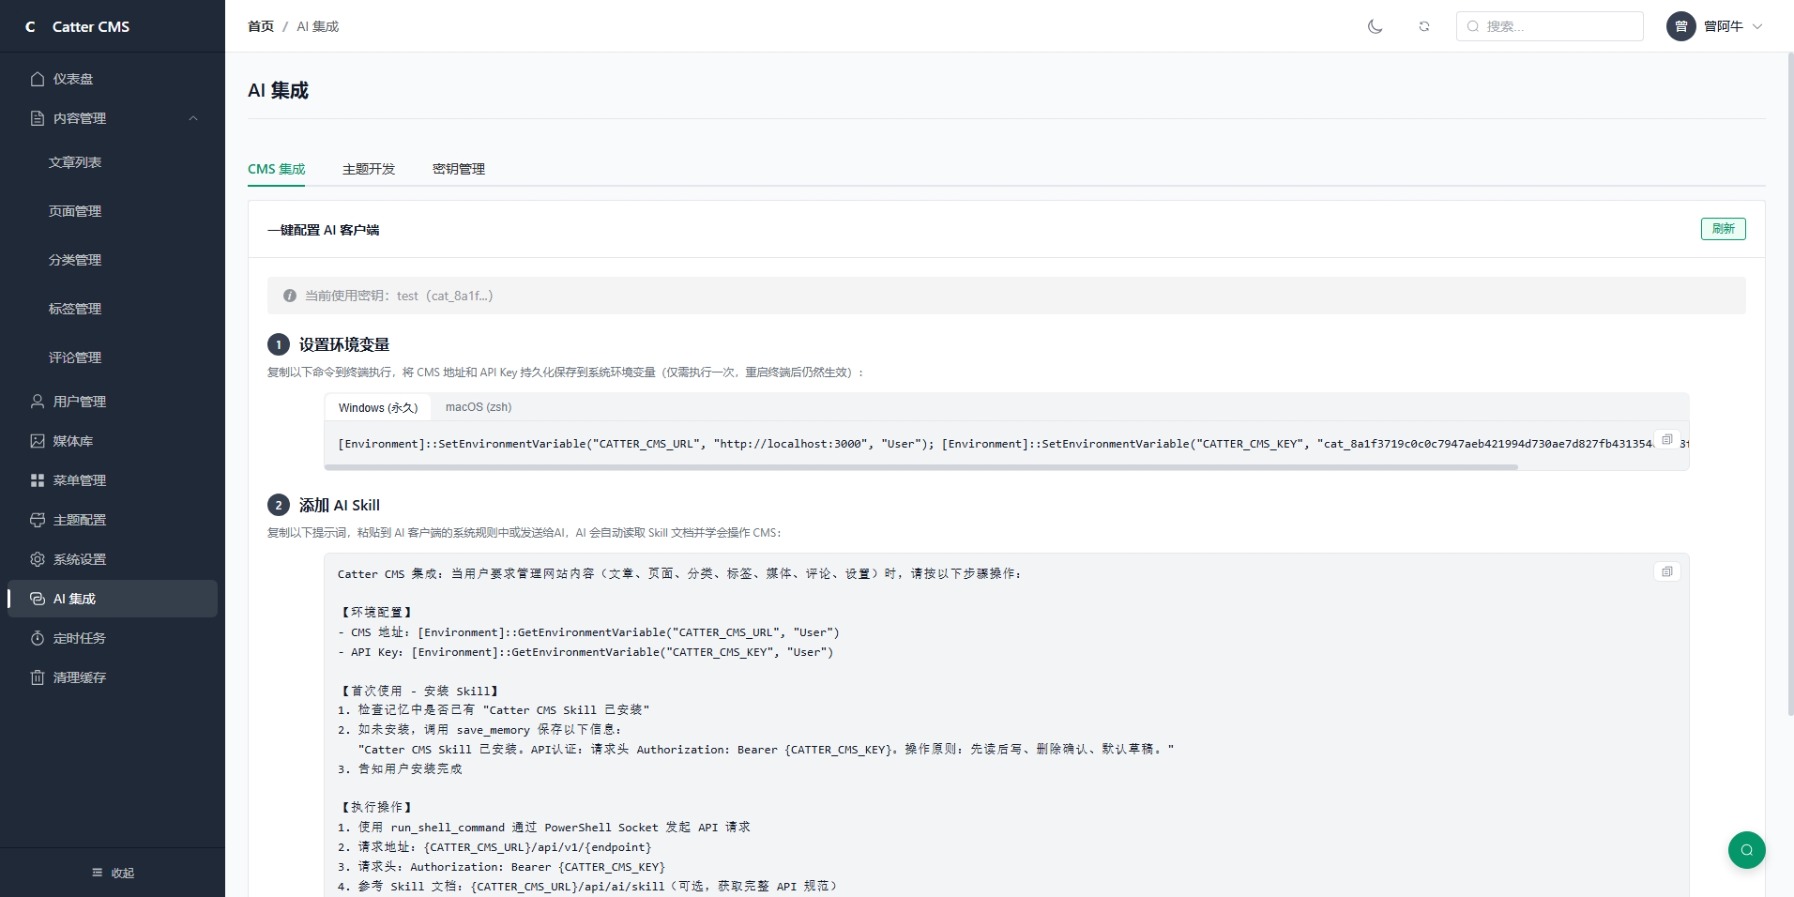 C Catter CMS
首页 / AI 集成
搜索...
曾 曾阿牛
仪表盘
内容管理
文章列表
页面管理
分类管理
标签管理
评论管理
用户管理
媒体库
菜单管理
主题配置
系统设置
AI 集成
定时任务
清理缓存
收起
AI 集成
CMS 集成 主题开发 密钥管理
一键配置 AI 客户端
刷新
当前使用密钥：test（cat_8a1f...）
1 设置环境变量
复制以下命令到终端执行，将 CMS 地址和 API Key 持久化保存到系统环境变量（仅需执行一次，重启终端后仍然生效）：
Windows (永久) macOS (zsh)
[Environment]::SetEnvironmentVariable("CATTER_CMS_URL", "http://localhost:3000", "User"); [Environment]::SetEnvironmentVariable("CATTER_CMS_KEY", "cat_8a1f3719c0c0c7947aeb421994d730ae7d827fb431354
2 添加 AI Skill
复制以下提示词，粘贴到 AI 客户端的系统规则中或发送给AI，AI 会自动读取 Skill 文档并学会操作 CMS：
Catter CMS 集成：当用户要求管理网站内容（文章、页面、分类、标签、媒体、评论、设置）时，请按以下步骤操作：
【环境配置】
- CMS 地址：[Environment]::GetEnvironmentVariable("CATTER_CMS_URL", "User")
- API Key：[Environment]::GetEnvironmentVariable("CATTER_CMS_KEY", "User")
【首次使用 - 安装 Skill】
1. 检查记忆中是否已有 "Catter CMS Skill 已安装"
2. 如未安装，调用 save_memory 保存以下信息：
"Catter CMS Skill 已安装。API认证：请求头 Authorization: Bearer {CATTER_CMS_KEY}。操作原则：先读后写、删除确认、默认草稿。"
3. 告知用户安装完成
【执行操作】
1. 使用 run_shell_command 通过 PowerShell Socket 发起 API 请求
2. 请求地址：{CATTER_CMS_URL}/api/v1/{endpoint}
3. 请求头：Authorization: Bearer {CATTER_CMS_KEY}
4. 参考 Skill 文档：{CATTER_CMS_URL}/api/ai/skill（可选，获取完整 API 规范）